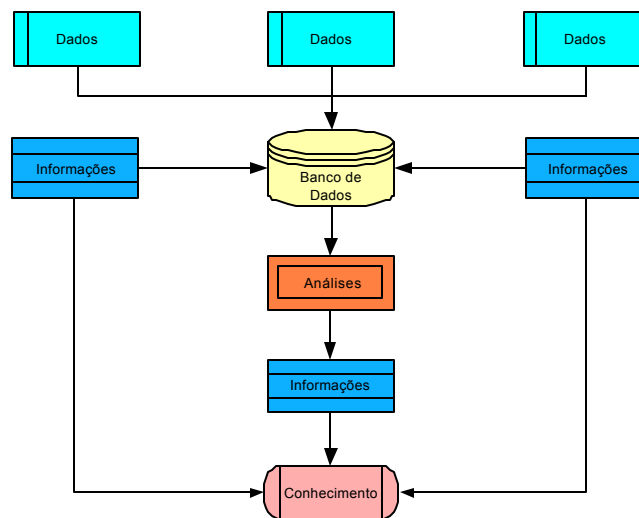 Dados
Dados
Dados
Informações
Banco de
Dados
Informações
Análises
Informações
Conhecimento